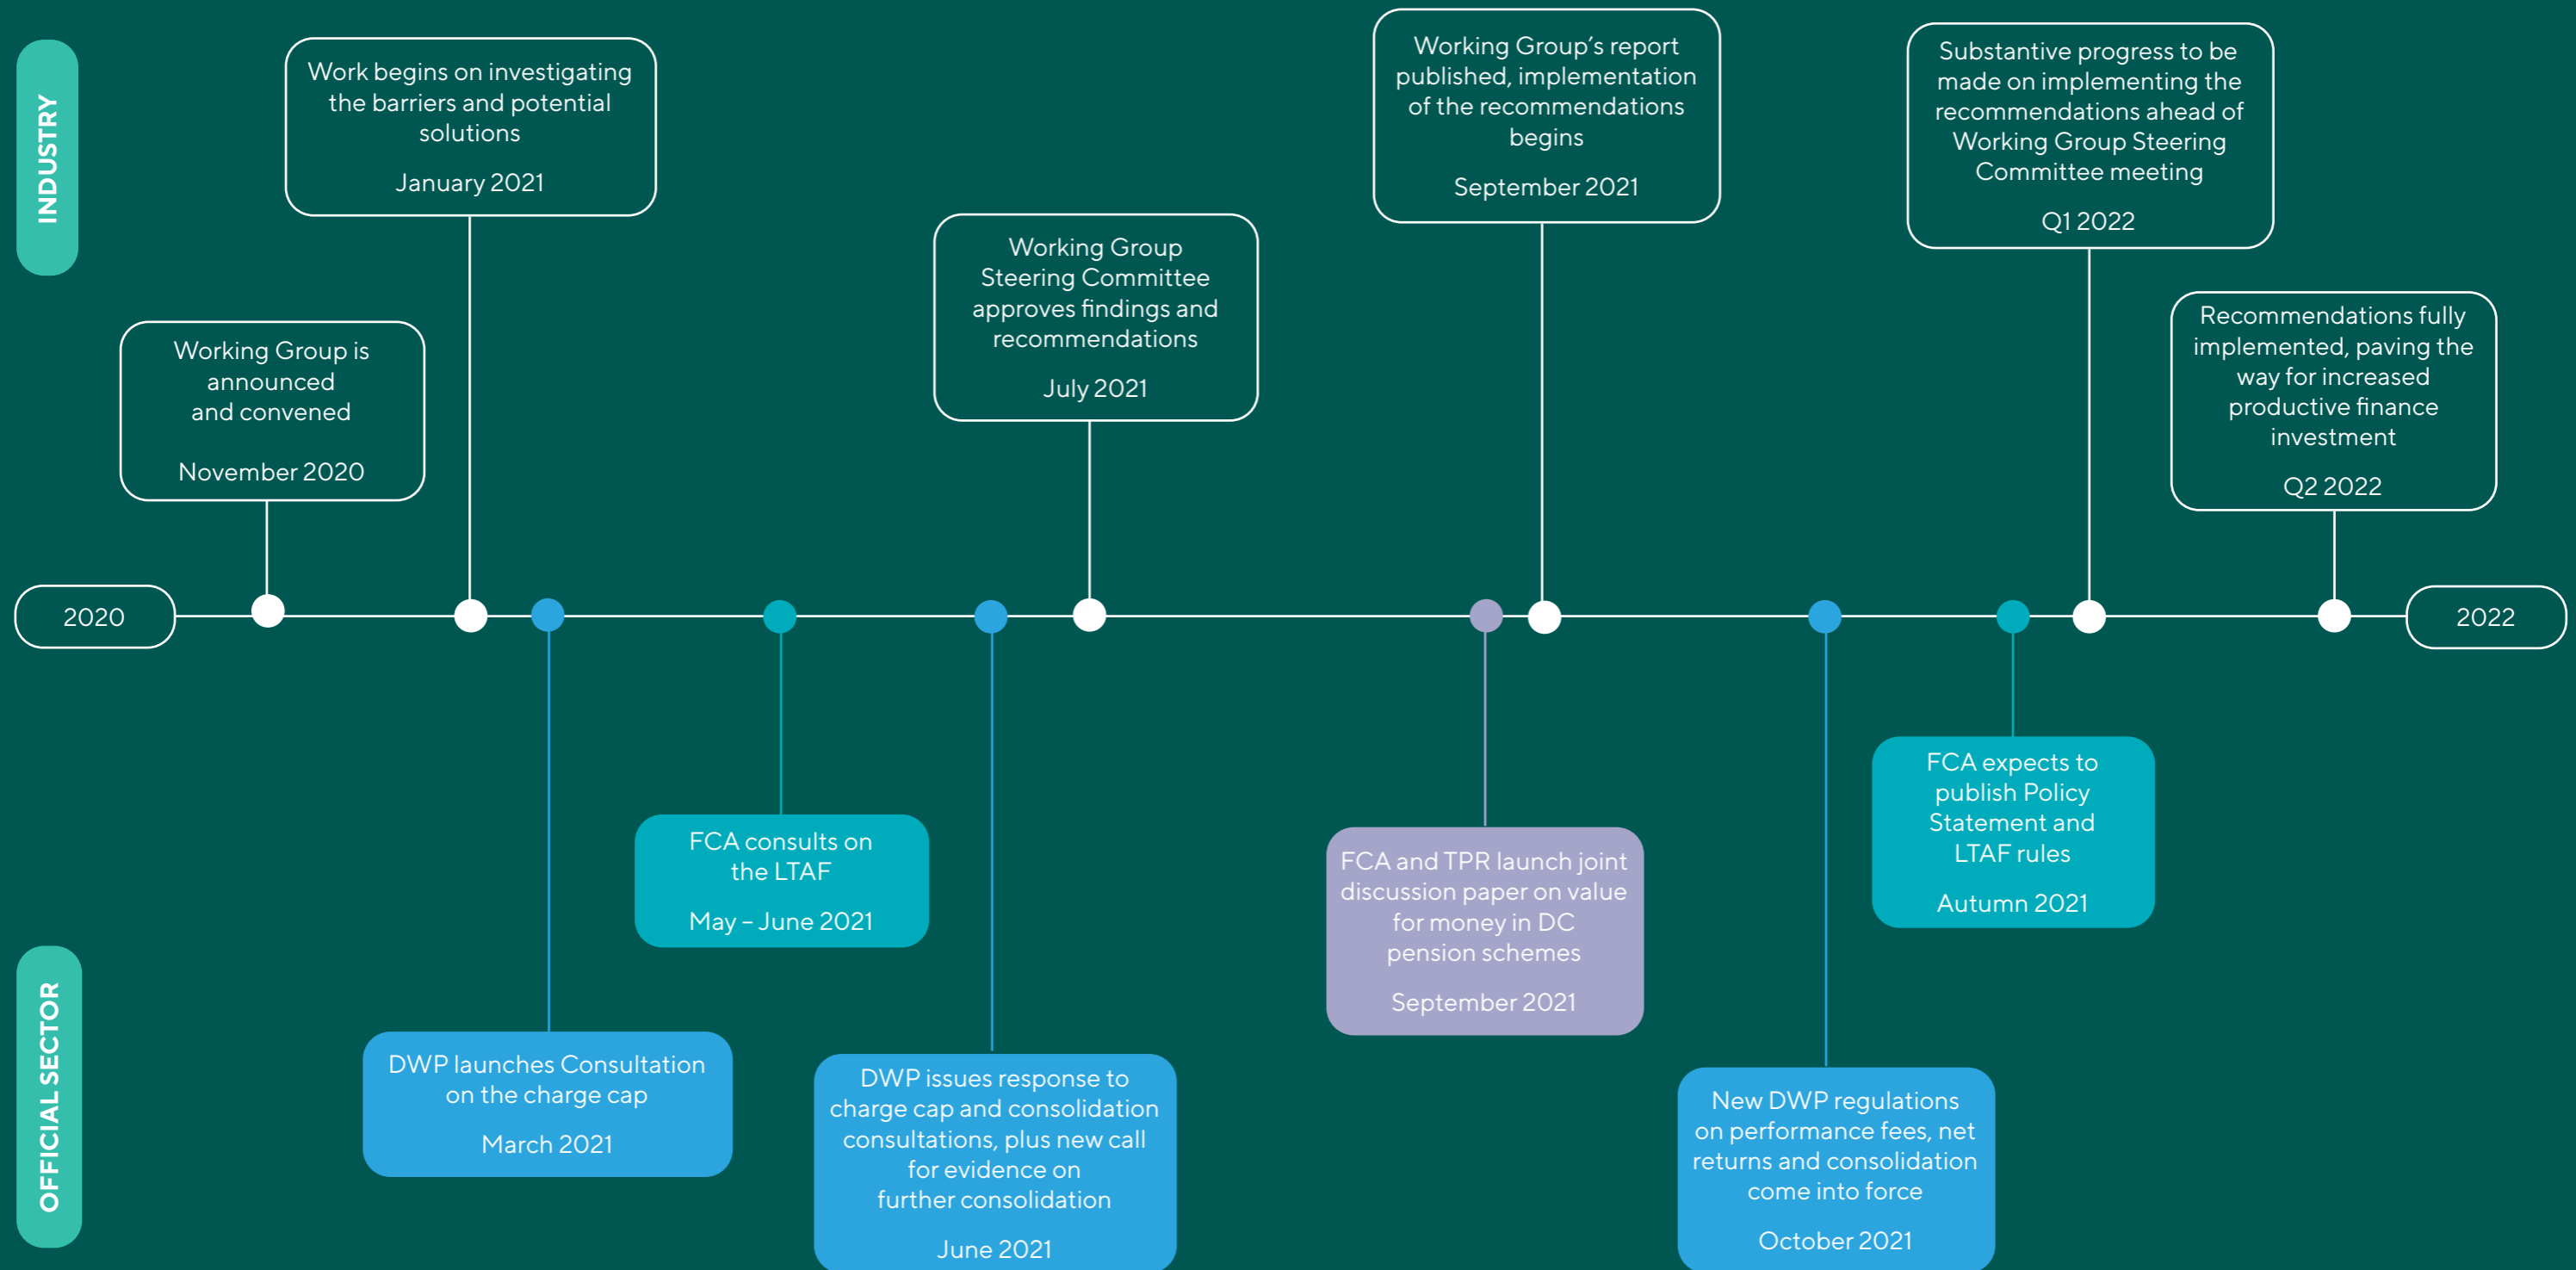 INDUSTRY
Work begins on investigating
the barriers and potential
solutions
January 2021
Working Group's report
published, implementation
of the recommendations
begins
September 2021
Substantive progress to be
made on implementing the
recommendations ahead of
Working Group Steering
Committee meeting
Q1 2022
Working Group
Steering Committee
approves findings and
recommendations
July 2021
Working Group is
announced
and convened
November 2020
Recommendations fully
implemented, paving the
way for increased
productive finance
investment
Q2 2022
2020
2022
OFFICIAL SECTOR
DWP launches Consultation
on the charge cap
March 2021
FCA consults on
the LTAF
May – June 2021
DWP issues response to
charge cap and consolidation
consultations, plus new call
for evidence on
further consolidation
June 2021
FCA and TPR launch joint
discussion paper on value
for money in DC
pension schemes
September 2021
New DWP regulations
on performance fees, net
returns and consolidation
come into force
October 2021
FCA expects to
publish Policy
Statement and
LTAF rules
Autumn 2021